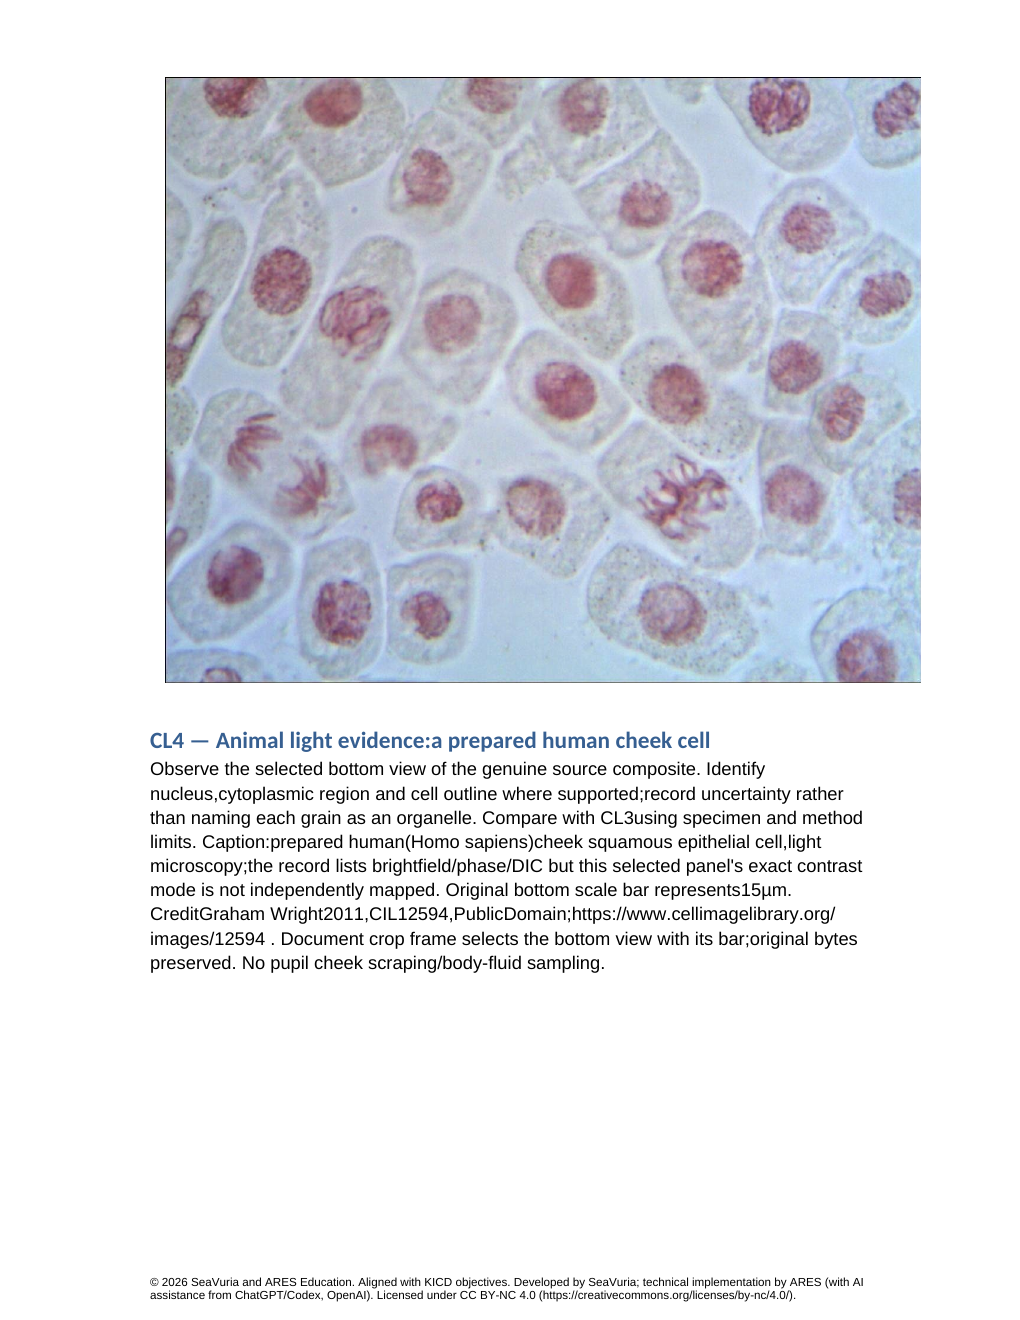 CL4 — Animal light evidence:a prepared human cheek cell
Observe the selected bottom view of the genuine source composite. Identify
nucleus,cytoplasmic region and cell outline where supported;record uncertainty rather
than naming each grain as an organelle. Compare with CL3using specimen and method
limits. Caption:prepared human(Homo sapiens)cheek squamous epithelial cell,light
microscopy;the record lists brightfield/phase/DIC but this selected panel's exact contrast
mode is not independently mapped. Original bottom scale bar represents15µm.
CreditGraham Wright2011,CIL12594,PublicDomain;https://www.cellimagelibrary.org/
images/12594 . Document crop frame selects the bottom view with its bar;original bytes
preserved. No pupil cheek scraping/body-fluid sampling.
© 2026 SeaVuria and ARES Education. Aligned with KICD objectives. Developed by SeaVuria; technical implementation by ARES (with AI
assistance from ChatGPT/Codex, OpenAI). Licensed under CC BY-NC 4.0 (https://creativecommons.org/licenses/by-nc/4.0/).